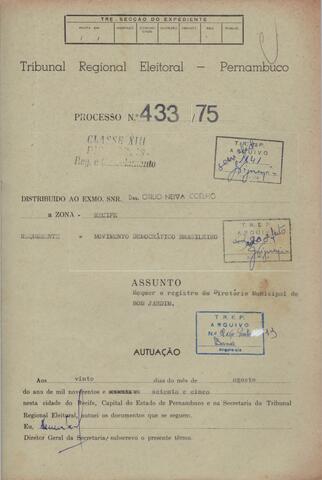 TRE - SECÇÃO DO EXPEDIENTE
Tribunal Regional Eleitoral — Pernambuco
PROCESSO N.º 433 /75
CLASSE XIII
DISTRIBUIDO AO EXMO. SNR. Des. ORILO NEIVA COELHO
a ZONA - RECIFE
REQUERENTE - MOVIMENTO DEMOCRÁTICO BRASILEIRO
T.R.E.P.
ARQUIVO
T.R.E.P.
ASSUNTO
Requer o registro do Diretório Municipal de
BOM JARDIM.
T.R.E.P.
ARQUIVO
AUTUAÇÃO
Aos vinte dias do mês de agosto
do ano de mil noventos e setenta e cinco
nesta cidade do Recife, Capital do Estado de Pernambuco e na Secretaria do Tribunal
Regional Eleitoral, autuei os documentos que se seguem.
Eu,
Diretor Geral da Secretaria/subscrevo o presente têrmo.